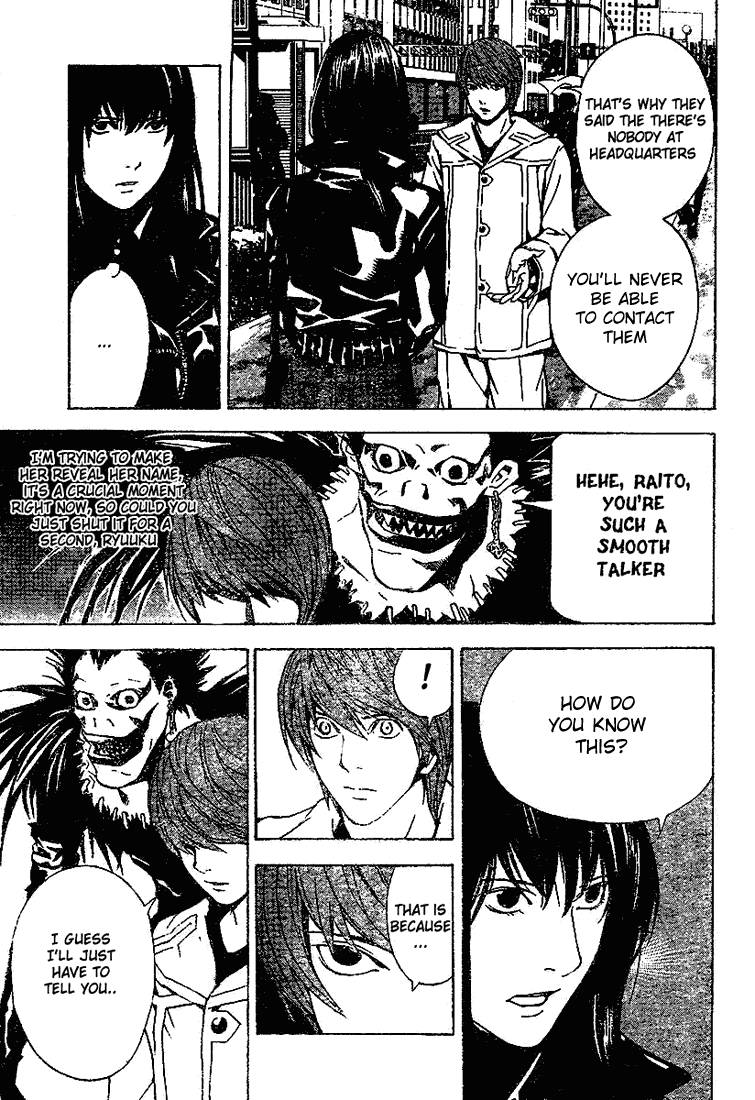 THAT'S WHY THEY
SAID THE THERE'S
NOBODY AT
HEADQUARTERS
YOU'LL NEVER
BE ABLE
TO CONTACT
THEM
...
HEHE, RAITO,
YOU'RE
SUCH A
SMOOTH
TALKER
I'M TRYING TO MAKE
HER REVEAL HER NAME,
IT'S A CRUCIAL MOMENT
RIGHT NOW, SO COULD YOU
JUST SHUT IT FOR A
SECOND, RYUUKU
HOW DO
YOU KNOW
THIS?
!
THAT IS
BECAUSE
...
I GUESS
I'LL JUST
HAVE TO
TELL YOU..